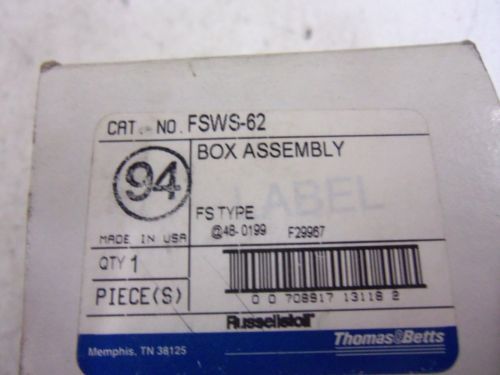 CAT. NO. FSWS-62
94
BOX ASSEMBLY
LABEL
FS TYPE
@48-0199 F29967
MADE IN USA
QTY 1
PIECE(S)
0 0 708917 13118 2
Russellstoll
Memphis, TN 38125
Thomas&Betts